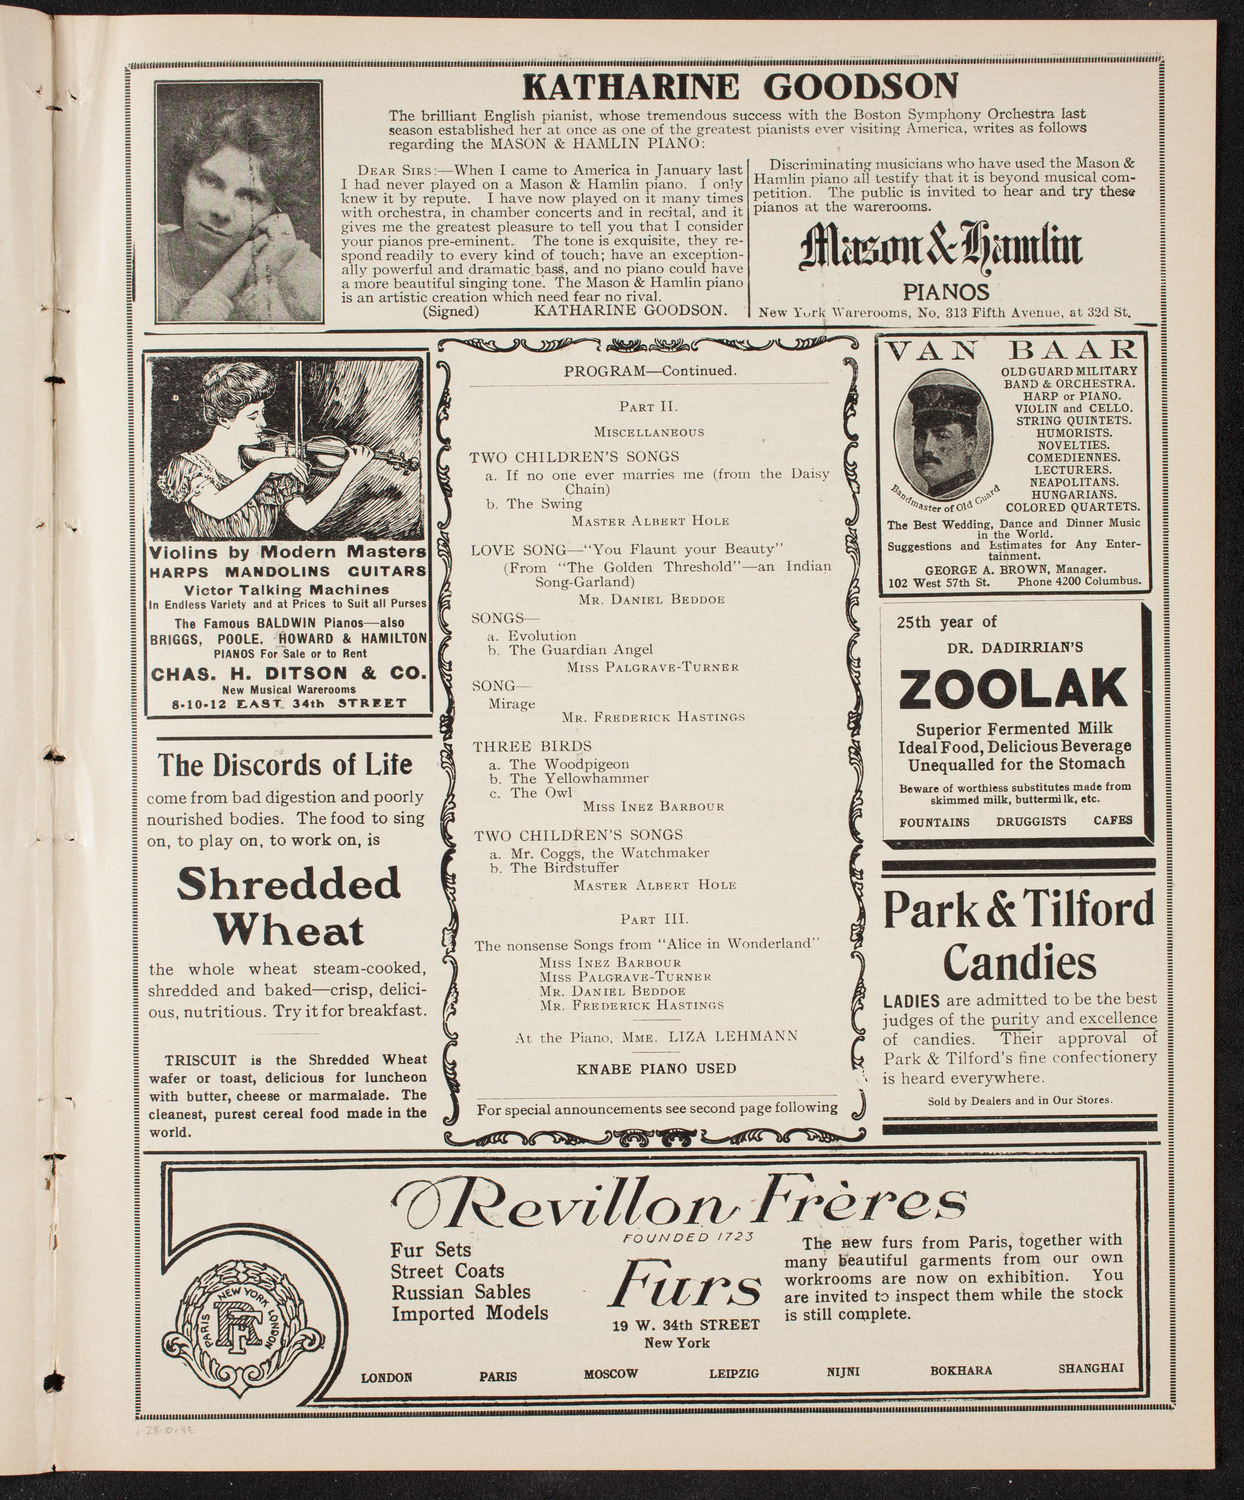 KATHARINE GOODSON
The brilliant English pianist, whose tremendous success with the Boston Symphony Orchestra last
season established her at once as one of the greatest pianists ever visiting America, writes as follows
regarding the MASON & HAMLIN PIANO:
DEAR SIRS:—When I came to America in January last
I had never played on a Mason & Hamlin piano. I only
knew it by repute. I have now played on it many times
with orchestra, in chamber concerts and in recital, and it
gives me the greatest pleasure to tell you that I consider
your pianos pre-eminent. The tone is exquisite, they re-
spond readily to every kind of touch; have an exception-
ally powerful and dramatic bass, and no piano could have
a more beautiful singing tone. The Mason & Hamlin piano
is an artistic creation which need fear no rival.
(Signed) KATHARINE GOODSON.
Discriminating musicians who have used the Mason &
Hamlin piano all testify that it is beyond musical com-
petition. The public is invited to hear and try these
pianos at the warerooms.
Mason & Hamlin
PIANOS
New York Warerooms, No. 313 Fifth Avenue, at 32d St.
Violins by Modern Masters
HARPS MANDOLINS GUITARS
Victor Talking Machines
In Endless Variety and at Prices to Suit all Purses
The Famous BALDWIN Pianos—also
BRIGGS, POOLE, HOWARD & HAMILTON
PIANOS For Sale or to Rent
CHAS. H. DITSON & CO.
New Musical Warerooms
8-10-12 EAST 34th STREET
The Discords of Life
come from bad digestion and poorly
nourished bodies. The food to sing
on, to play on, to work on, is
Shredded
Wheat
the whole wheat steam-cooked,
shredded and baked—crisp, delici-
ous, nutritious. Try it for breakfast.
TRISCUIT is the Shredded Wheat
wafer or toast, delicious for luncheon
with butter, cheese or marmalade. The
cleanest, purest cereal food made in the
world.
PROGRAM—Continued.
PART II.
MISCELLANEOUS
TWO CHILDREN'S SONGS
a. If no one ever marries me (from the Daisy
Chain)
b. The Swing
MASTER ALBERT HOLE
LOVE SONG—"You Flaunt your Beauty"
(From "The Golden Threshold"—an Indian
Song-Garland)
MR. DANIEL BEDDOE
SONGS—
a. Evolution
b. The Guardian Angel
MISS PALGRAVE-TURNER
SONG—
Mirage
MR. FREDERICK HASTINGS
THREE BIRDS
a. The Woodpigeon
b. The Yellowhammer
c. The Owl
MISS INEZ BARBOUR
TWO CHILDREN'S SONGS
a. Mr. Coggs, the Watchmaker
b. The Birdstuffer
MASTER ALBERT HOLE
PART III.
The nonsense Songs from "Alice in Wonderland"
MISS INEZ BARBOUR
MISS PALGRAVE-TURNER
MR. DANIEL BEDDOE
MR. FREDERICK HASTINGS
At the Piano, MME. LIZA LEHMANN
KNABE PIANO USED
For special announcements see second page following
VAN BAAR
Bandmaster of Old Guard
OLD GUARD MILITARY
BAND & ORCHESTRA.
HARP or PIANO.
VIOLIN and CELLO.
STRING QUINTETS.
HUMORISTS.
NOVELTIES.
COMEDIENNES.
LECTURERS.
NEAPOLITANS.
HUNGARIANS.
COLORED QUARTETS.
The Best Wedding, Dance and Dinner Music
in the World.
Suggestions and Estimates for Any Enter-
tainment.
GEORGE A. BROWN, Manager.
102 West 57th St. Phone 4200 Columbus.
25th year of
DR. DADIRRIAN'S
ZOOLAK
Superior Fermented Milk
Ideal Food, Delicious Beverage
Unequalled for the Stomach
Beware of worthless substitutes made from
skimmed milk, buttermilk, etc.
FOUNTAINS DRUGGISTS CAFES
Park & Tilford
Candies
LADIES are admitted to be the best
judges of the purity and excellence
of candies. Their approval of
Park & Tilford's fine confectionery
is heard everywhere.
Sold by Dealers and in Our Stores.
Revillon Frères
FOUNDED 1723
Fur Sets
Street Coats
Russian Sables
Imported Models
Furs
19 W. 34th STREET
New York
The new furs from Paris, together with
many beautiful garments from our own
workrooms are now on exhibition. You
are invited to inspect them while the stock
is still complete.
PARIS NEW YORK LONDON
RF
LONDON PARIS MOSCOW LEIPZIG NIJNI BOKHARA SHANGHAI